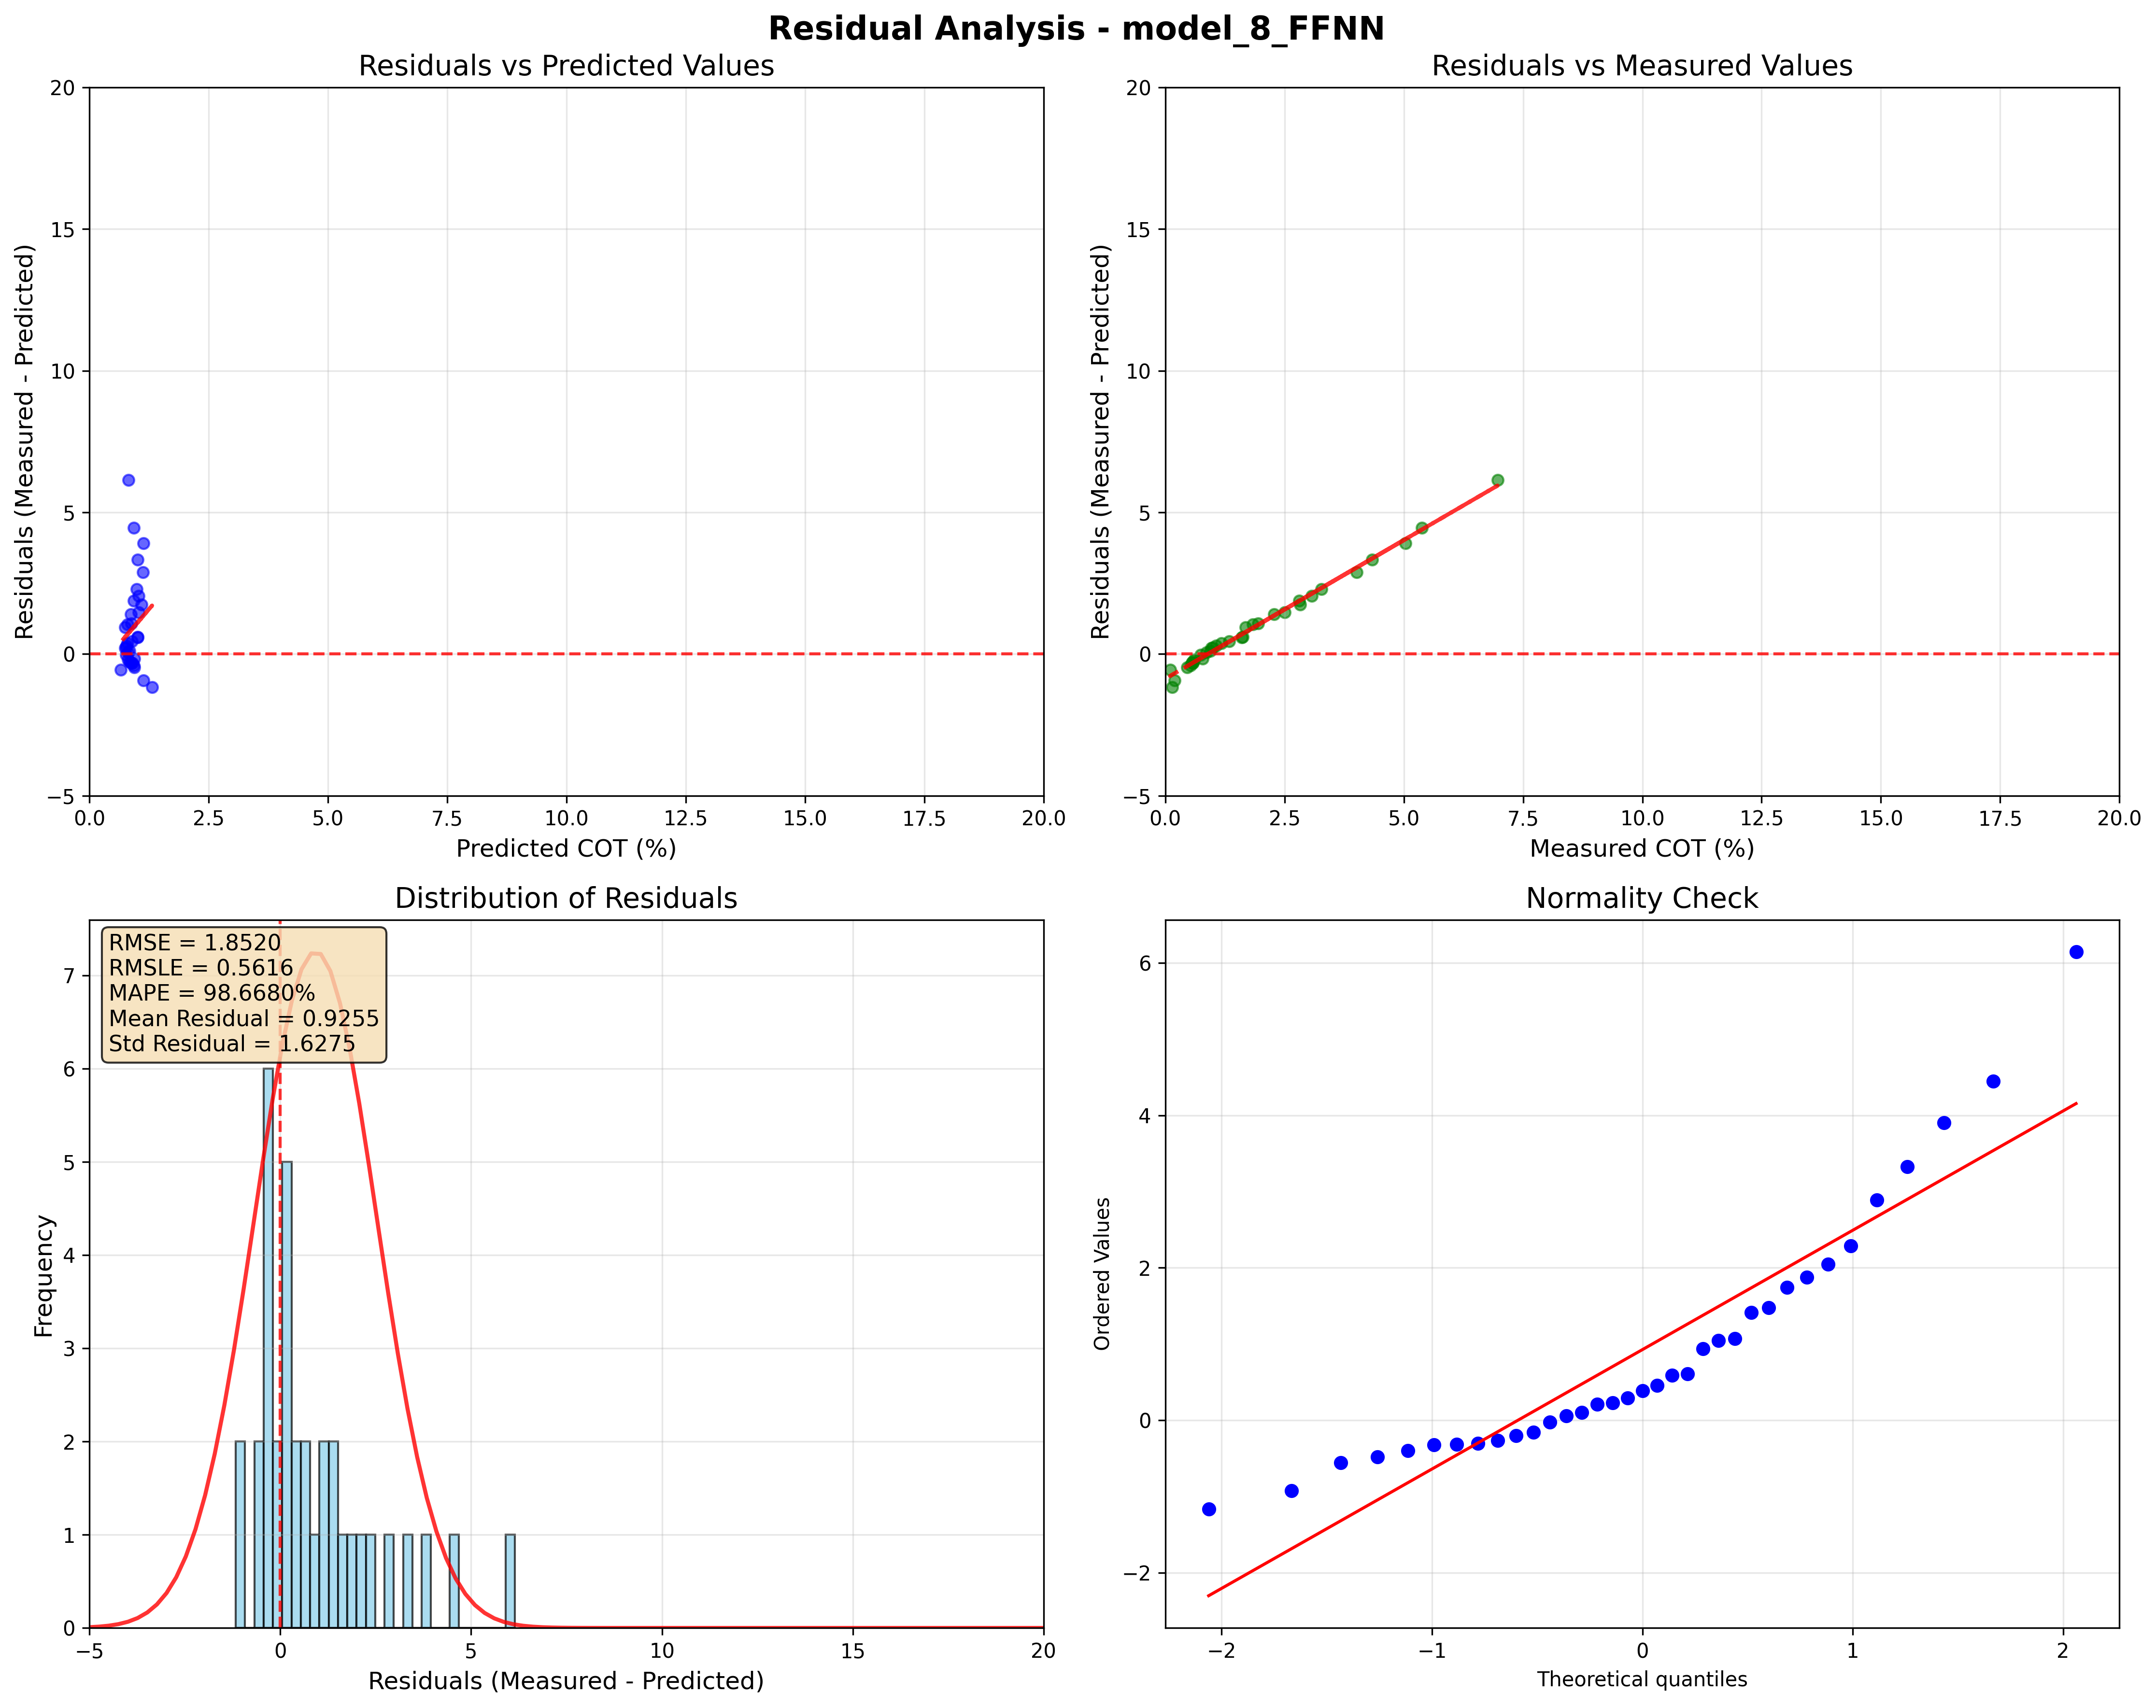 Residual Analysis - model_8_FFNN
Residuals vs Predicted Values
20
15
10
5
0
−5
0.0 2.5 5.0 7.5 10.0 12.5 15.0 17.5 20.0
Predicted COT (%)
Residuals (Measured - Predicted)
Residuals vs Measured Values
20
15
10
5
0
−5
0.0 2.5 5.0 7.5 10.0 12.5 15.0 17.5 20.0
Measured COT (%)
Residuals (Measured - Predicted)
Distribution of Residuals
RMSE = 1.8520
RMSLE = 0.5616
MAPE = 98.6680%
Mean Residual = 0.9255
Std Residual = 1.6275
7
6
5
4
3
2
1
0
−5 0 5 10 15 20
Residuals (Measured - Predicted)
Frequency
Normality Check
6
4
2
0
−2
−2 −1 0 1 2
Theoretical quantiles
Ordered Values